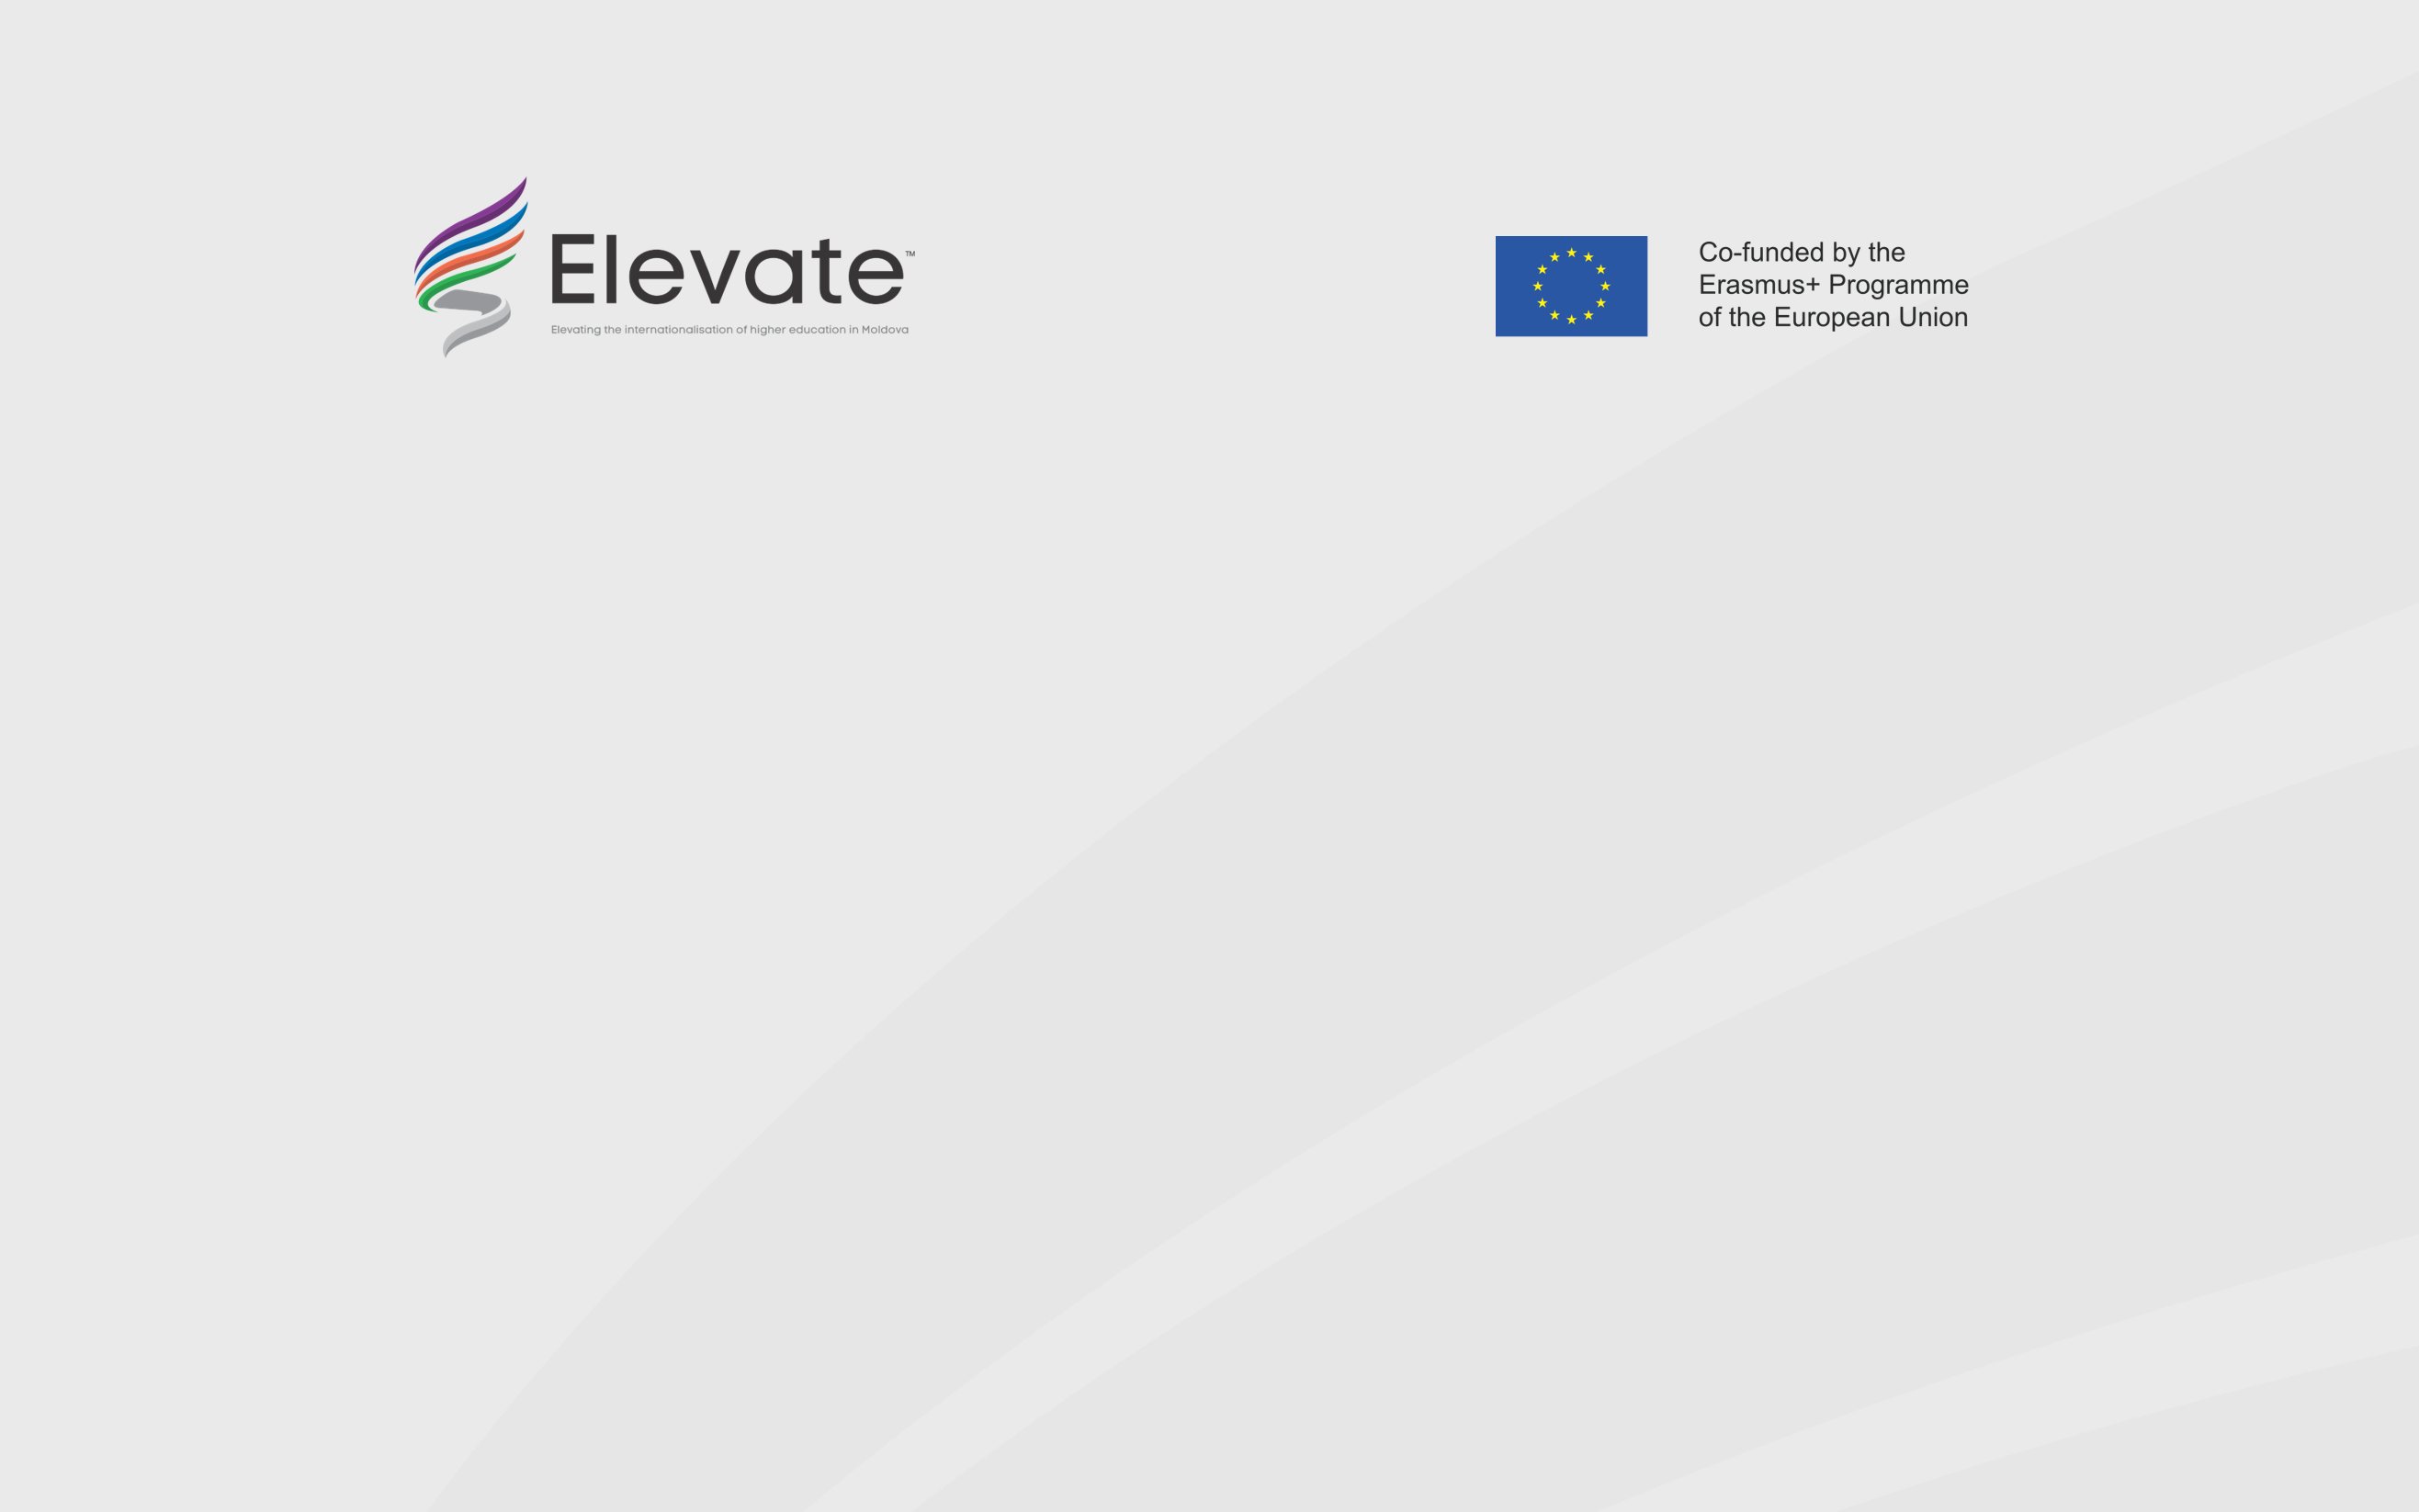 Elevate™
Elevating the internationalisation of higher education in Moldova
Co-funded by the
Erasmus+ Programme
of the European Union